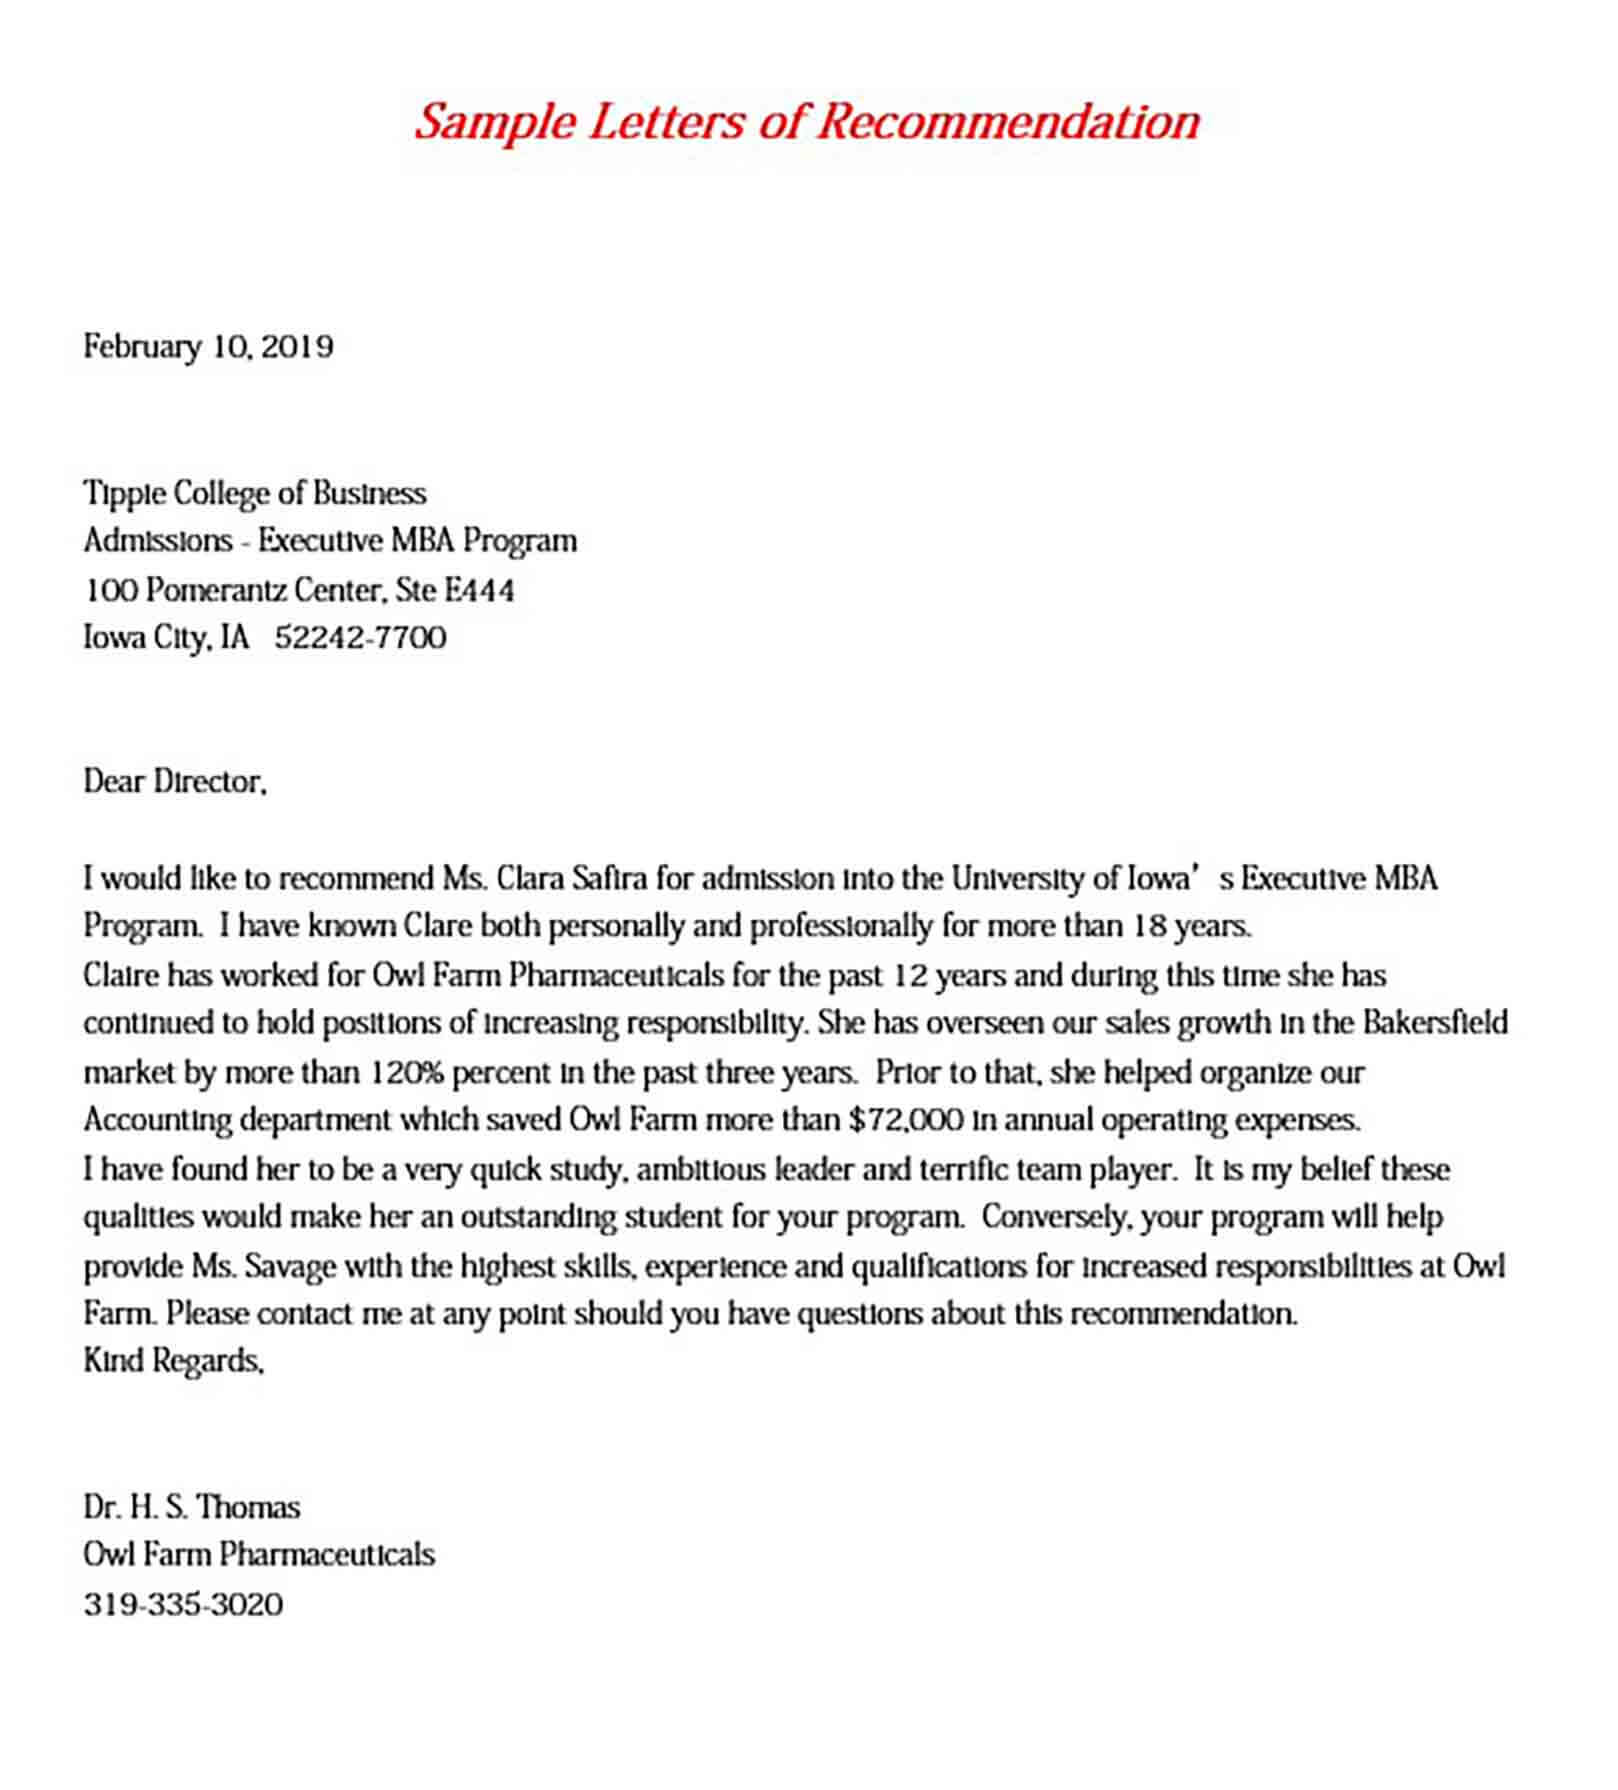 Sample Letters of Recommendation
February 10, 2019
Tipple College of Business
Admissions - Executive MBA Program
100 Pomerantz Center, Ste E444
Iowa City, IA 52242-7700
Dear Director,
I would like to recommend Ms. Clara Safira for admission into the University of Iowa’ s Executive MBA
Program. I have known Clare both personally and professionally for more than 18 years.
Claire has worked for Owl Farm Pharmaceuticals for the past 12 years and during this time she has
continued to hold positions of increasing responsibility. She has overseen our sales growth in the Bakersfield
market by more than 120% percent in the past three years. Prior to that, she helped organize our
Accounting department which saved Owl Farm more than $72,000 in annual operating expenses.
I have found her to be a very quick study, ambitious leader and terrific team player. It is my belief these
qualities would make her an outstanding student for your program. Conversely, your program will help
provide Ms. Savage with the highest skills, experience and qualifications for increased responsibilities at Owl
Farm. Please contact me at any point should you have questions about this recommendation.
Kind Regards,
Dr. H. S. Thomas
Owl Farm Pharmaceuticals
319-335-3020